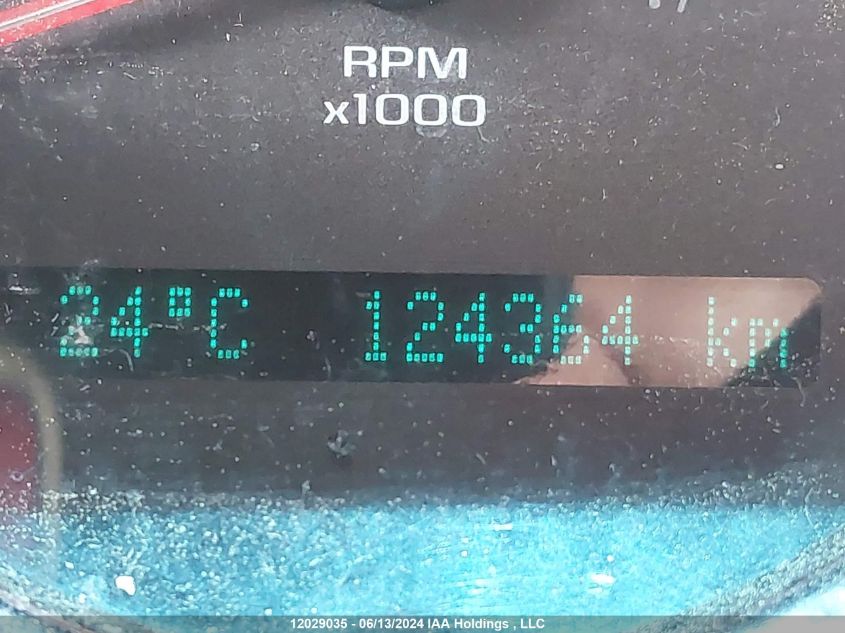 RPM
x1000
24°C 124364 km
12029035 - 06/13/2024 IAA Holdings , LLC